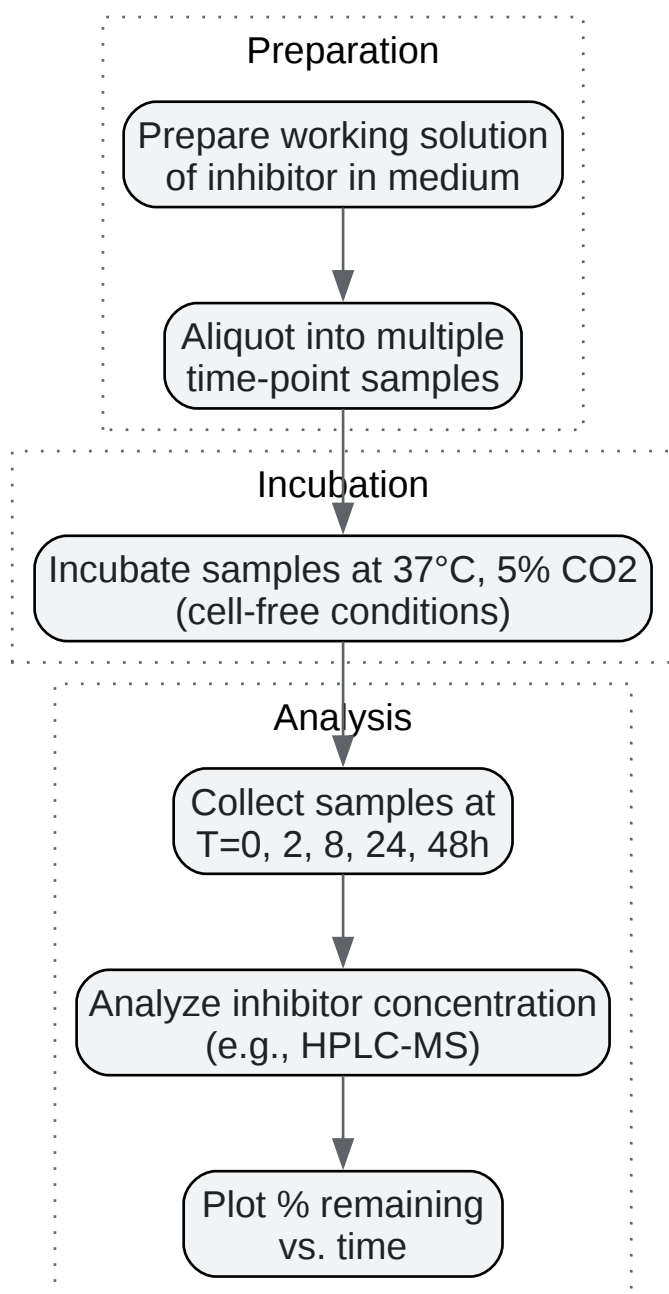 Preparation
Prepare working solution
of inhibitor in medium
Aliquot into multiple
time-point samples
Incubation
Incubate samples at 37°C, 5% CO2
(cell-free conditions)
Analysis
Collect samples at
T=0, 2, 8, 24, 48h
Analyze inhibitor concentration
(e.g., HPLC-MS)
Plot % remaining
vs. time